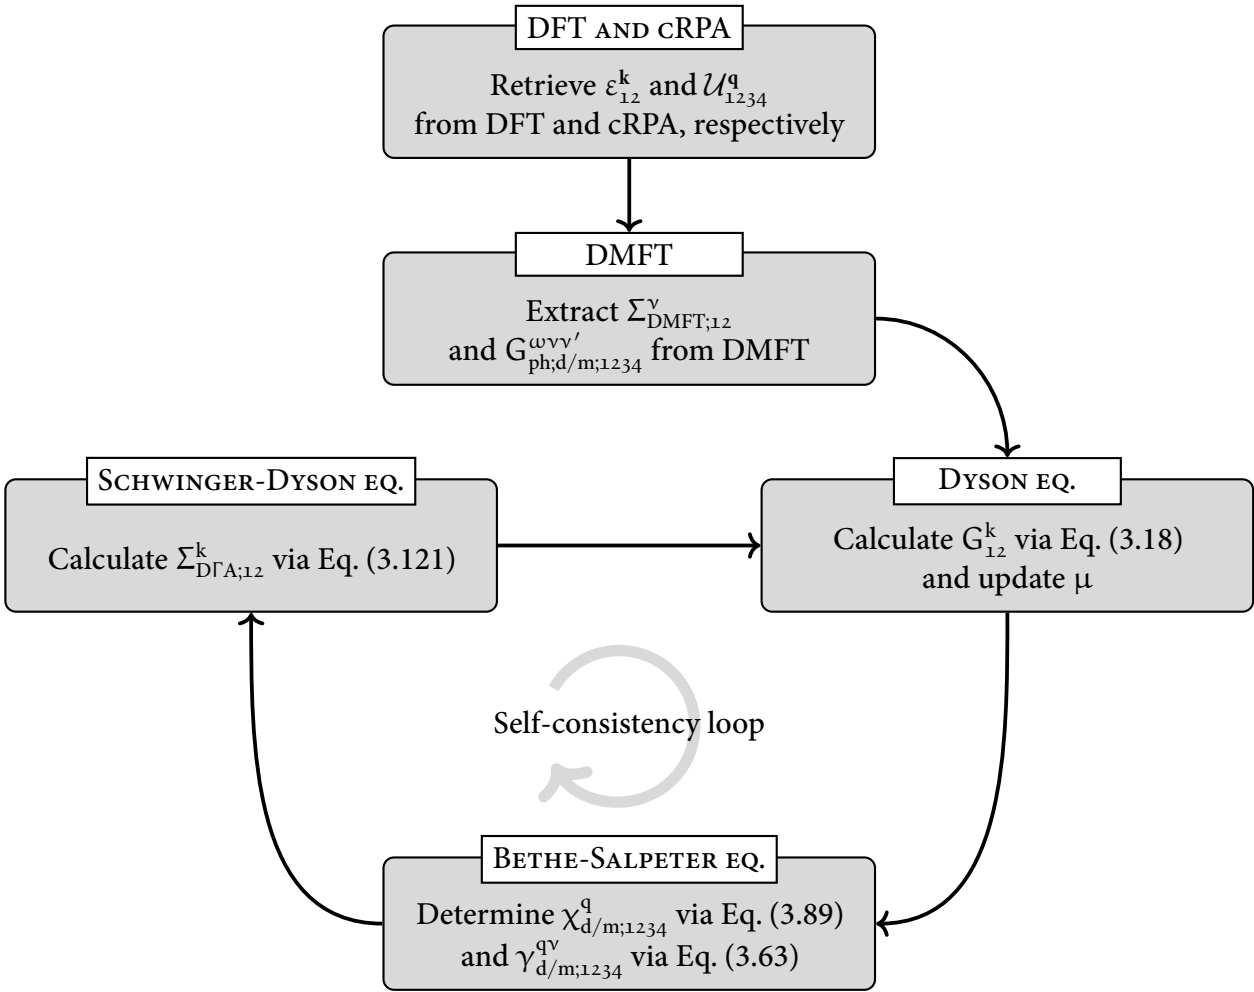 DFT AND CRPA
Retrieve ε₁₂ᵏ and 𝒰₁₂₃₄^q
from DFT and cRPA, respectively
DMFT
Extract Σ^ν_DMFT;12
and G^ωνν′_ph;d/m;1234 from DMFT
SCHWINGER-DYSON EQ.
Calculate Σ^k_DΓA;12 via Eq. (3.121)
DYSON EQ.
Calculate G^k_12 via Eq. (3.18)
and update μ
Self-consistency loop
BETHE-SALPETER EQ.
Determine χ^q_d/m;1234 via Eq. (3.89)
and γ^qν_d/m;1234 via Eq. (3.63)